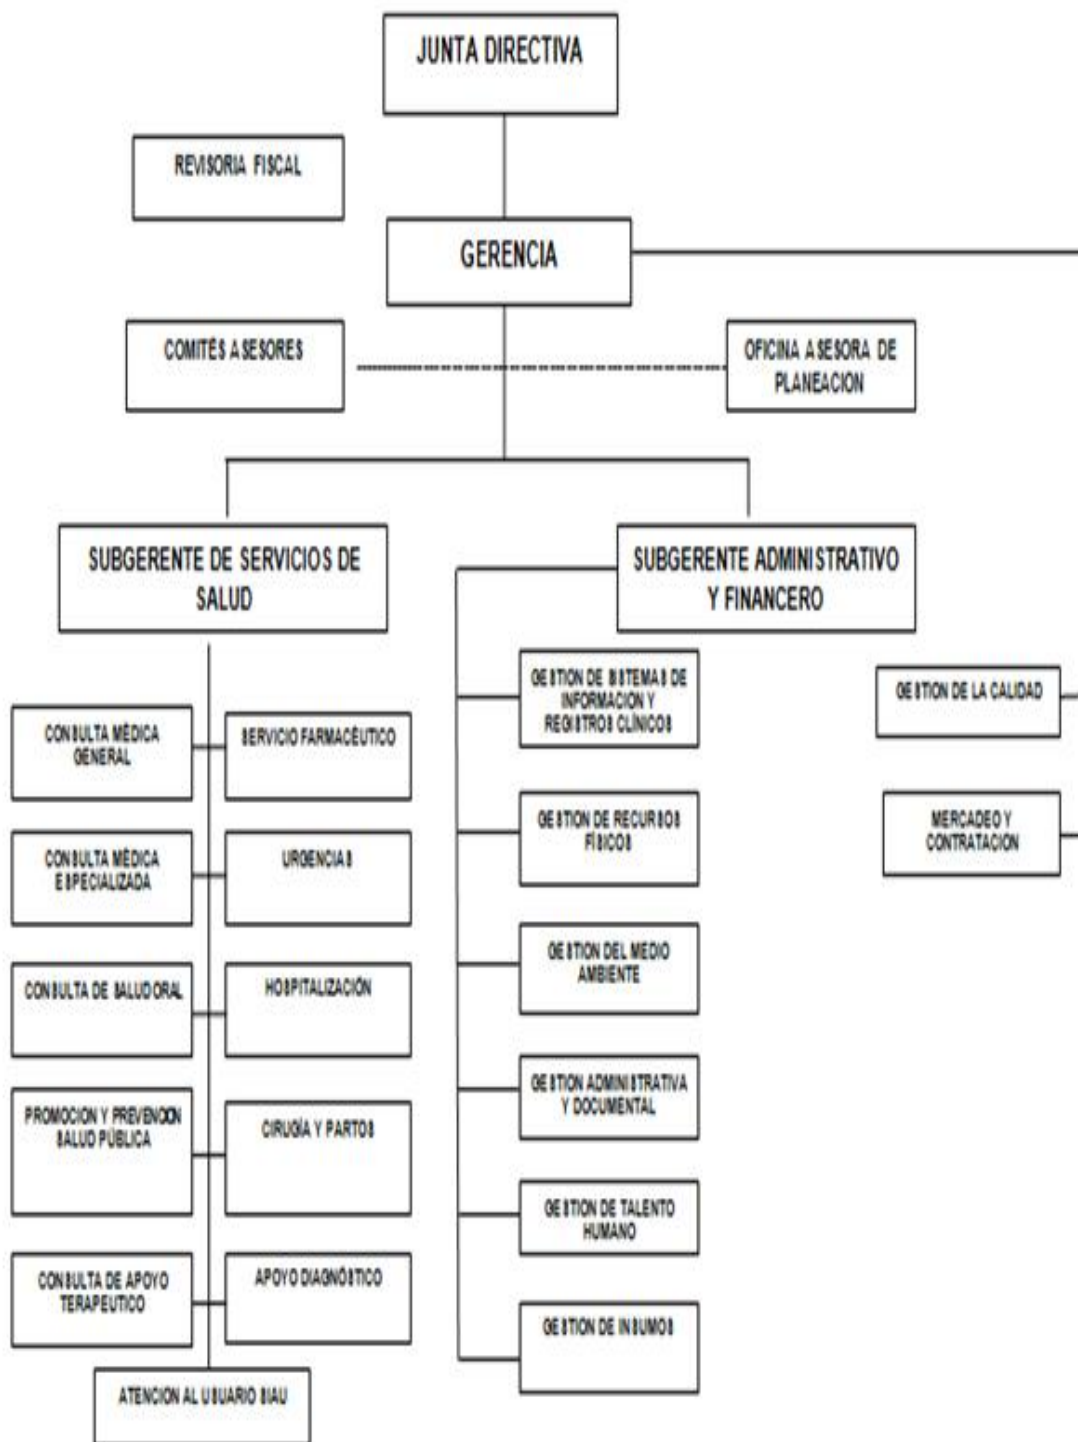 JUNTA DIRECTIVA
REVISORIA FISCAL
GERENCIA
COMITÉS ASESORES
OFICINA ASESORA DE
PLANEACION
SUBGERENTE DE SERVICIOS DE
SALUD
SUBGERENTE ADMINISTRATIVO
Y FINANCERO
CONSULTA MÉDICA
GENERAL
SERVICIO FARMACÉUTICO
CONSULTA MÉDICA
ESPECIALIZADA
URGENCIAS
CONSULTA DE SALUD ORAL
HOSPITALIZACIÓN
PROMOCION Y PREVENCION
SALUD PÚBLICA
CIRUGÍA Y PARTOS
CONSULTA DE APOYO
TERAPEUTICO
APOYO DIAGNÓSTICO
ATENCION AL USUARIO SIAU
GESTION DE SISTEMAS DE
INFORMACION Y
REGISTROS CLÍNICOS
GESTION DE RECURSOS
FÍSICOS
GESTION DEL MEDIO
AMBIENTE
GESTION ADMINISTRATIVA
Y DOCUMENTAL
GESTION DE TALENTO
HUMANO
GESTION DE INSUMOS
GESTION DE LA CALIDAD
MERCADEO Y
CONTRATACION